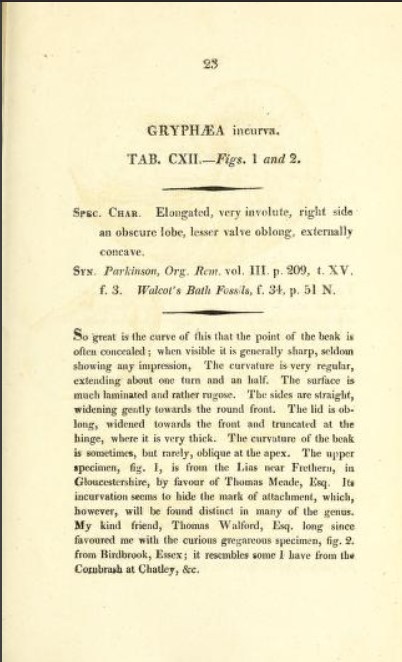 23
GRYPHÆA incurva.
TAB. CXII.—Figs. 1 and 2.
Spec. Char. Elongated, very involute, right side
an obscure lobe, lesser valve oblong, externally
concave.
Syn. Parkinson, Org. Rem. vol. III. p. 209, t. XV.
f. 3. Walcot's Bath Fossils, f. 34, p. 51 N.
So great is the curve of this that the point of the beak is
often concealed; when visible it is generally sharp, seldom
showing any impression. The curvature is very regular,
extending about one turn and an half. The surface is
much laminated and rather rugose. The sides are straight,
widening gently towards the round front. The lid is ob-
long, widened towards the front and truncated at the
hinge, where it is very thick. The curvature of the beak
is sometimes, but rarely, oblique at the apex. The upper
specimen, fig. 1, is from the Lias near Frethern, in
Gloucestershire, by favour of Thomas Meade, Esq. Its
incurvation seems to hide the mark of attachment, which,
however, will be found distinct in many of the genus.
My kind friend, Thomas Walford, Esq. long since
favoured me with the curious gregareous specimen, fig. 2.
from Birdbrook, Essex; it resembles some I have from the
Cornbrash at Chatley, &c.